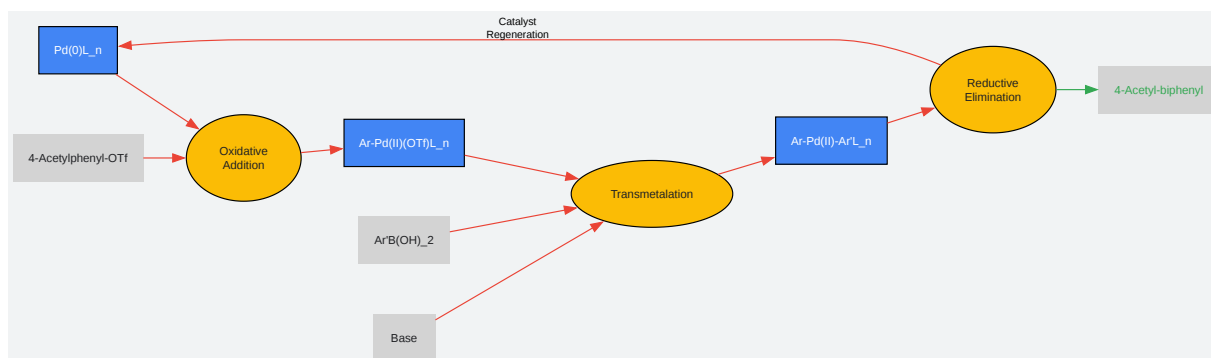 Catalyst
Regeneration
Pd(0)L_n
4-Acetylphenyl-OTf
Oxidative
Addition
Ar-Pd(II)(OTf)L_n
Ar'B(OH)_2
Base
Transmetalation
Ar-Pd(II)-Ar'L_n
Reductive
Elimination
4-Acetyl-biphenyl